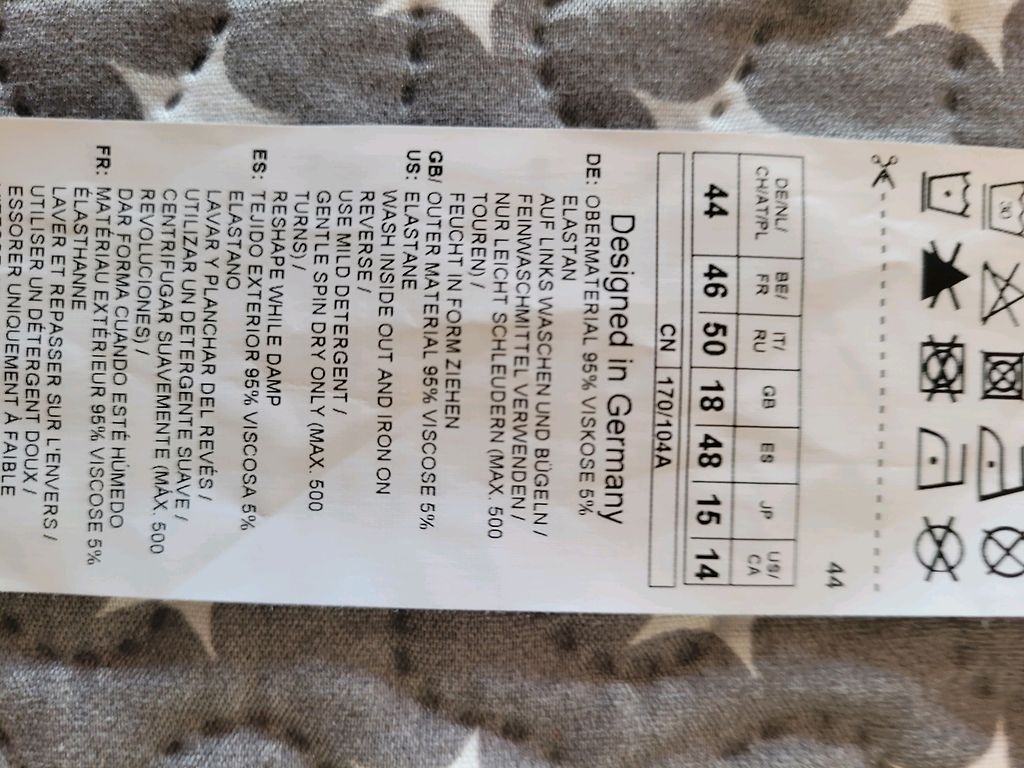 30
44
DE/NL/ BE/ IT/ GB ES JP US/
CH/AT/PL FR RU CA
44 46 50 18 48 15 14
CN 170/104A
Designed in Germany
DE: OBERMATERIAL 95% VISKOSE 5%
ELASTAN
AUF LINKS WASCHEN UND BÜGELN /
FEINWASCHMITTEL VERWENDEN /
NUR LEICHT SCHLEUDERN (MAX. 500
TOUREN) /
FEUCHT IN FORM ZIEHEN
GB/ OUTER MATERIAL 95% VISCOSE 5%
US: ELASTANE
WASH INSIDE OUT AND IRON ON
REVERSE /
USE MILD DETERGENT /
GENTLE SPIN DRY ONLY (MAX. 500
TURNS) /
RESHAPE WHILE DAMP
ES: TEJIDO EXTERIOR 95% VISCOSA 5%
ELASTANO
LAVAR Y PLANCHAR DEL REVÉS /
UTILIZAR UN DETERGENTE SUAVE /
CENTRIFUGAR SUAVEMENTE (MÁX. 500
REVOLUCIONES) /
DAR FORMA CUANDO ESTÉ HÚMEDO
FR: MATÉRIAU EXTÉRIEUR 95% VISCOSE 5%
ÉLASTHANNE
LAVER ET REPASSER SUR L'ENVERS /
UTILISER UN DÉTERGENT DOUX /
ESSORER UNIQUEMENT À FAIBLE